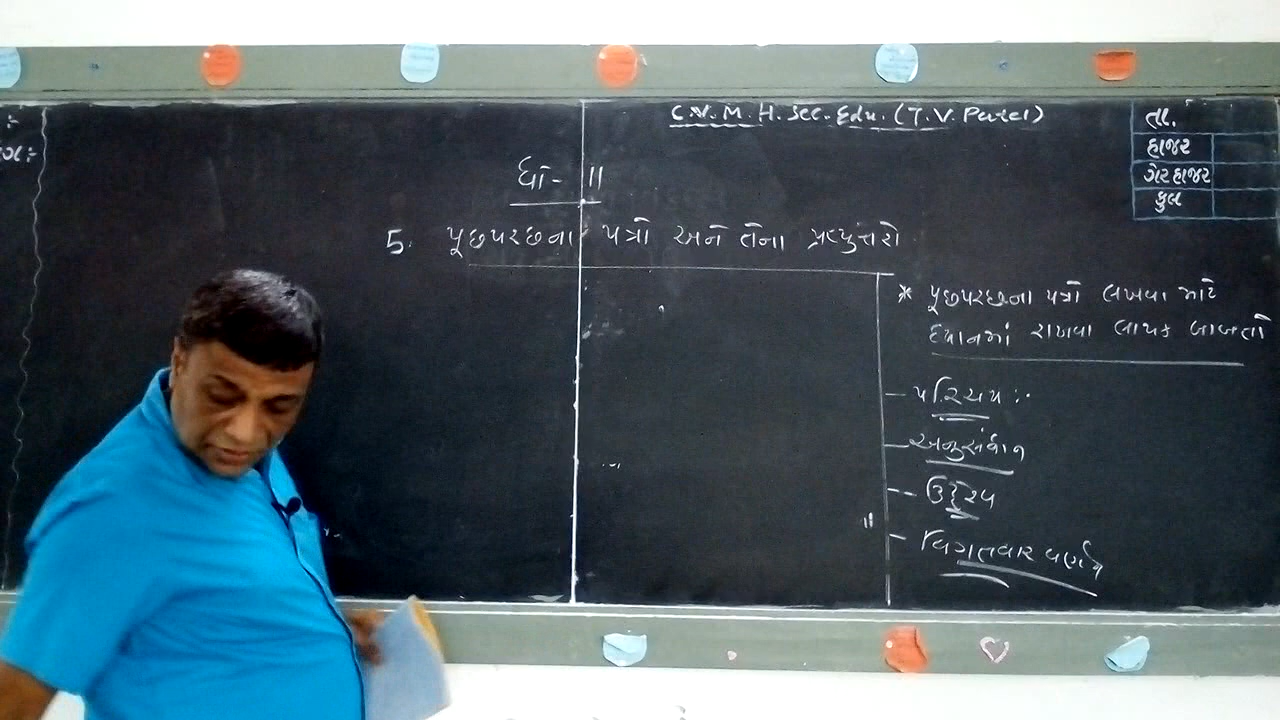 C.V.M. H. Sec. Edu. (T. V. Patel)
તા.
હાજર
ગેરહાજર
કુલ
ધો- 11
5. પૂછપરછના પત્રો અને તેના પ્રત્યુત્તરો
* પૂછપરછના પત્રો લખવા માટે
ધ્યાનમાં રાખવા લાયક બાબતો
- પરિચય :-
- અનુસંધાન
- ઉદ્દેશ્ય
- વિગતવાર વર્ણન